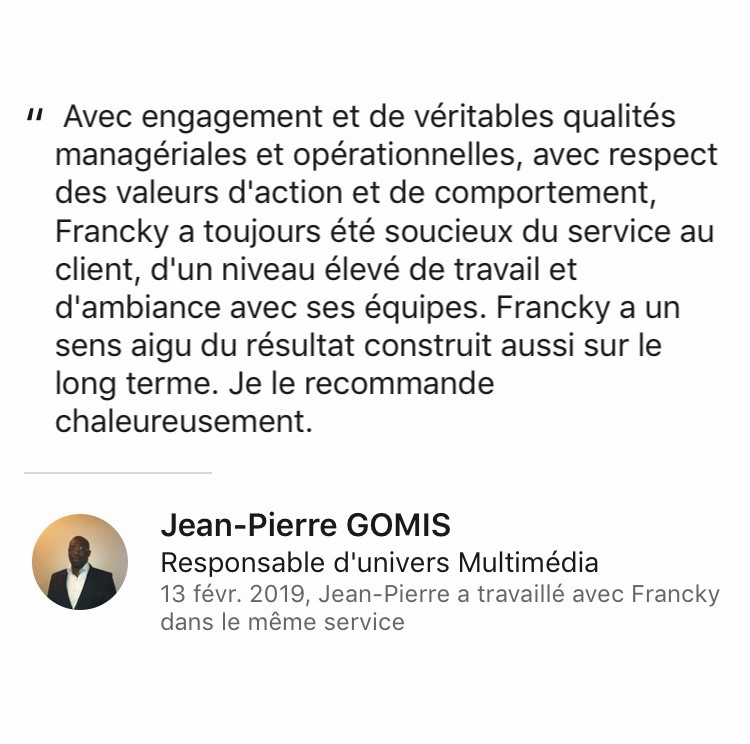 " Avec engagement et de véritables qualités
managériales et opérationnelles, avec respect
des valeurs d'action et de comportement,
Francky a toujours été soucieux du service au
client, d'un niveau élevé de travail et
d'ambiance avec ses équipes. Francky a un
sens aigu du résultat construit aussi sur le
long terme. Je le recommande
chaleureusement.
Jean-Pierre GOMIS
Responsable d'univers Multimédia
13 févr. 2019, Jean-Pierre a travaillé avec Francky
dans le même service